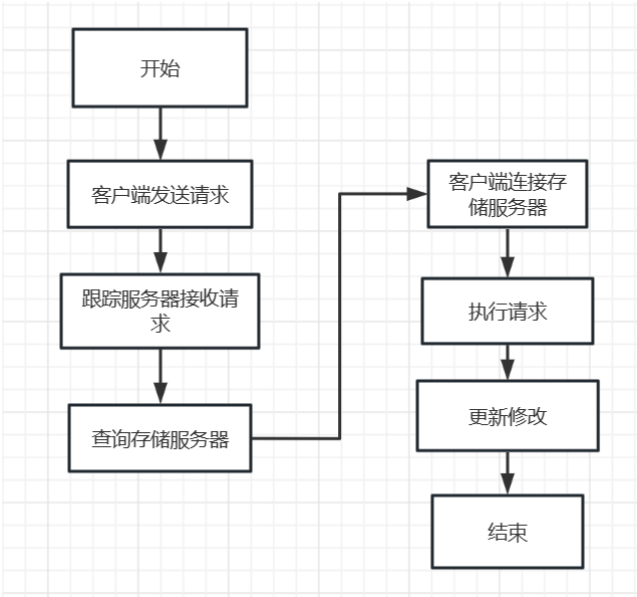 开始
客户端发送请求
跟踪服务器接收请
求
查询存储服务器
客户端连接存
储服务器
执行请求
更新修改
结束